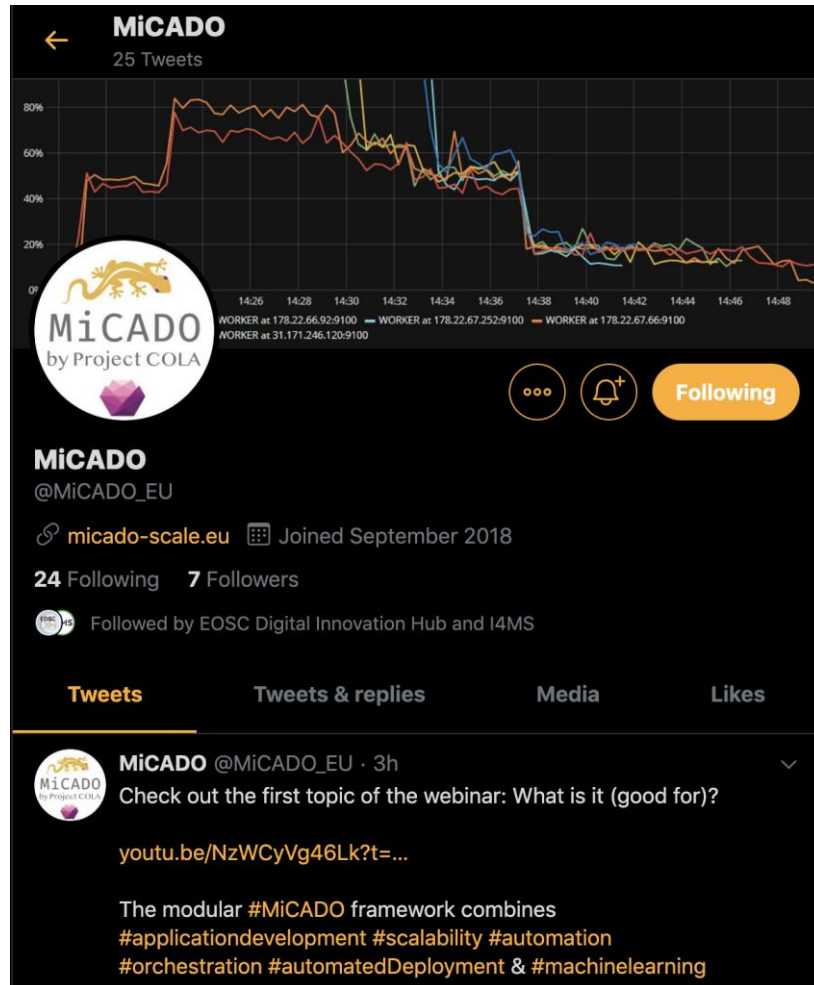 MiCADO
25 Tweets
80%
60%
40%
20%
0%
14:26 14:28 14:30 14:32 14:34 14:36 14:38 14:40 14:42 14:44 14:46 14:48
WORKER at 178.22.66.92:9100 WORKER at 178.22.67.252:9100 WORKER at 178.22.67.66:9100
WORKER at 31.171.246.120:9100
MiCADO
by Project COLA
Following
MiCADO
@MiCADO_EU
micado-scale.eu Joined September 2018
24 Following 7 Followers
EOSC Followed by EOSC Digital Innovation Hub and I4MS
Tweets Tweets & replies Media Likes
MiCADO @MiCADO_EU · 3h
MiCADO
by Project COLA
Check out the first topic of the webinar: What is it (good for)?
youtu.be/NzWCyVg46Lk?t=...
The modular #MiCADO framework combines
#applicationdevelopment #scalability #automation
#orchestration #automatedDeployment & #machinelearning